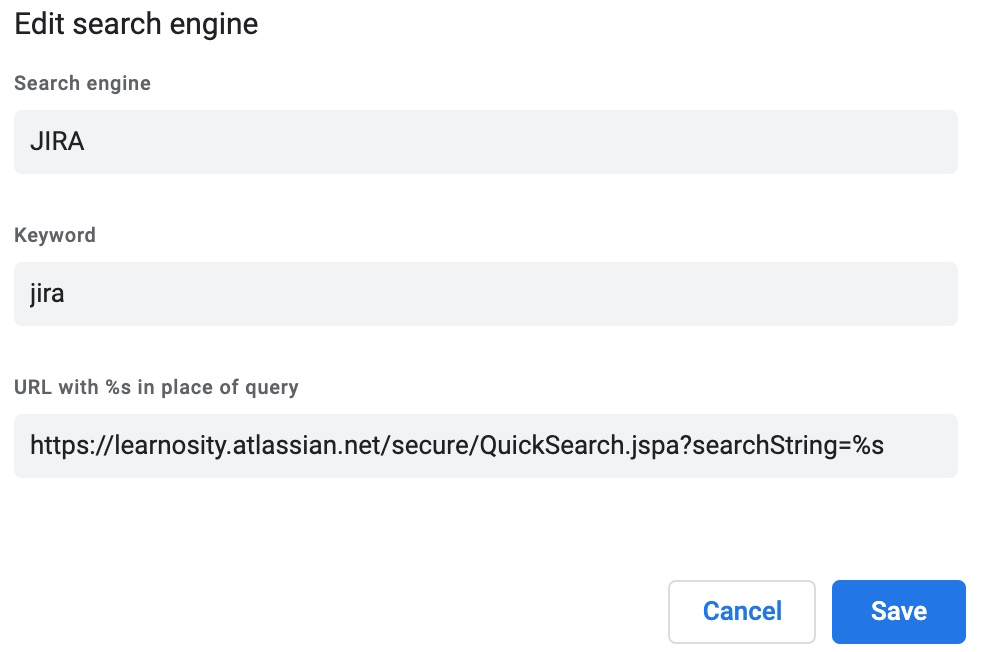 Edit search engine
Search engine
JIRA
Keyword
jira
URL with %s in place of query
https://learnosity.atlassian.net/secure/QuickSearch.jspa?searchString=%s
Cancel Save